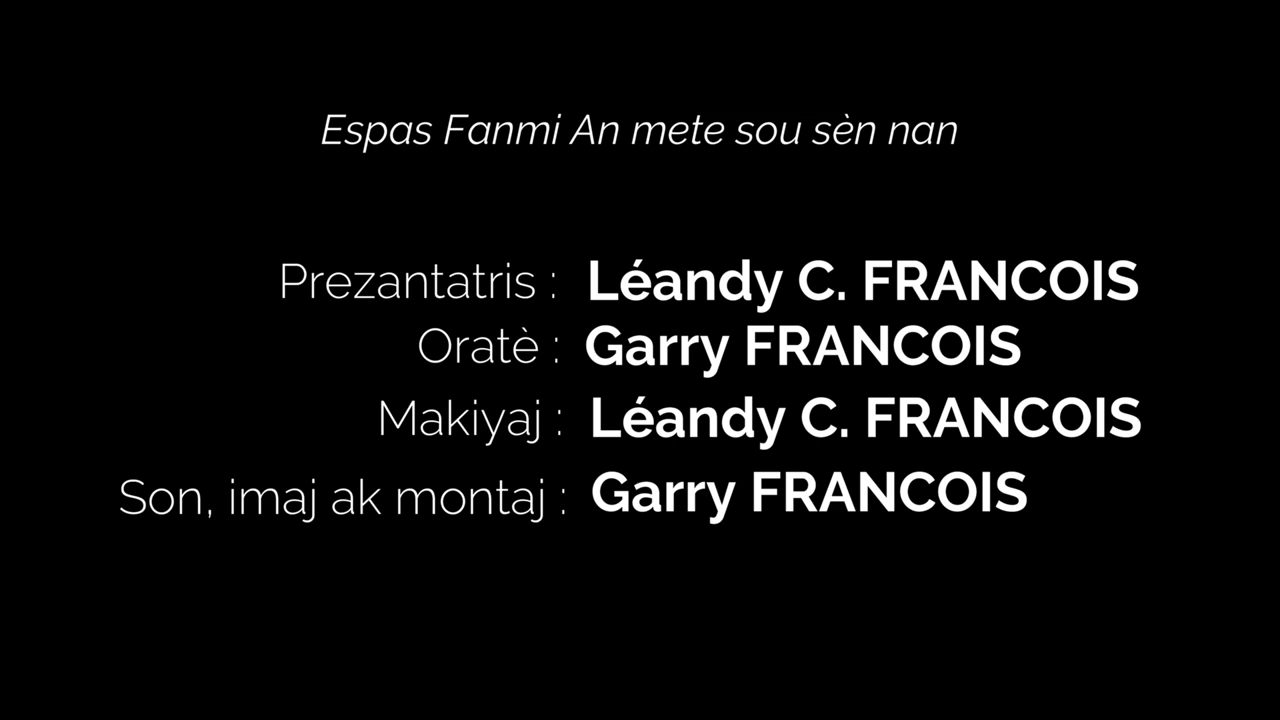 Espas Fanmi An mete sou sèn nan
Prezantatris : Léandy C. FRANCOIS
Oratè : Garry FRANCOIS
Makiyaj : Léandy C. FRANCOIS
Son, imaj ak montaj : Garry FRANCOIS